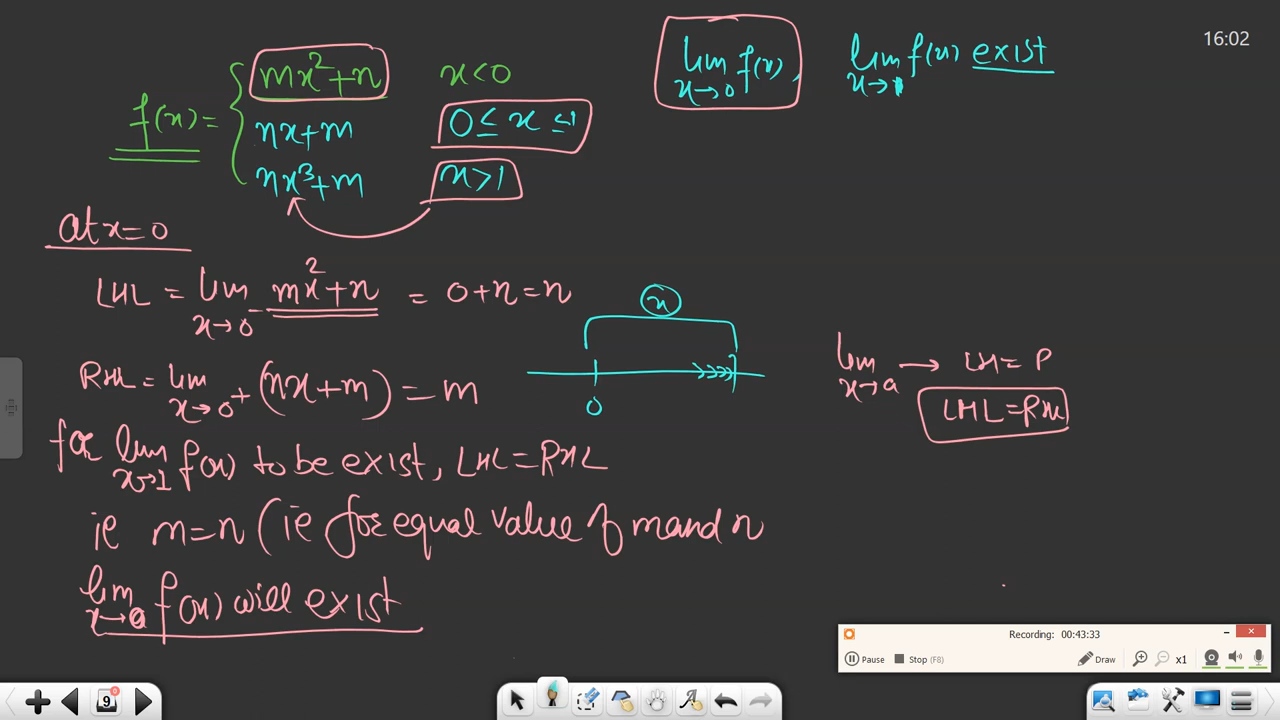 16:02
f(x) = { mx²+n  x<0
nx+m  0 ≤ x ≤ 1
nx³+m  x>1
lim x→0 f(x),  lim x→1 f(x) exist
at x=0
LHL = lim x→0⁻ mx²+n = 0+n=n
x
0
RHL = lim x→0⁺ (nx+m) = m
lim x→a → LH= P
LHL=RHL
for lim x→1 f(x) to be exist, LHL=RHL
ie m=n (ie for equal value of m and n
lim x→0 f(x) will exist
Recording: 00:43:33
Pause Stop (F8) Draw x1
9 0